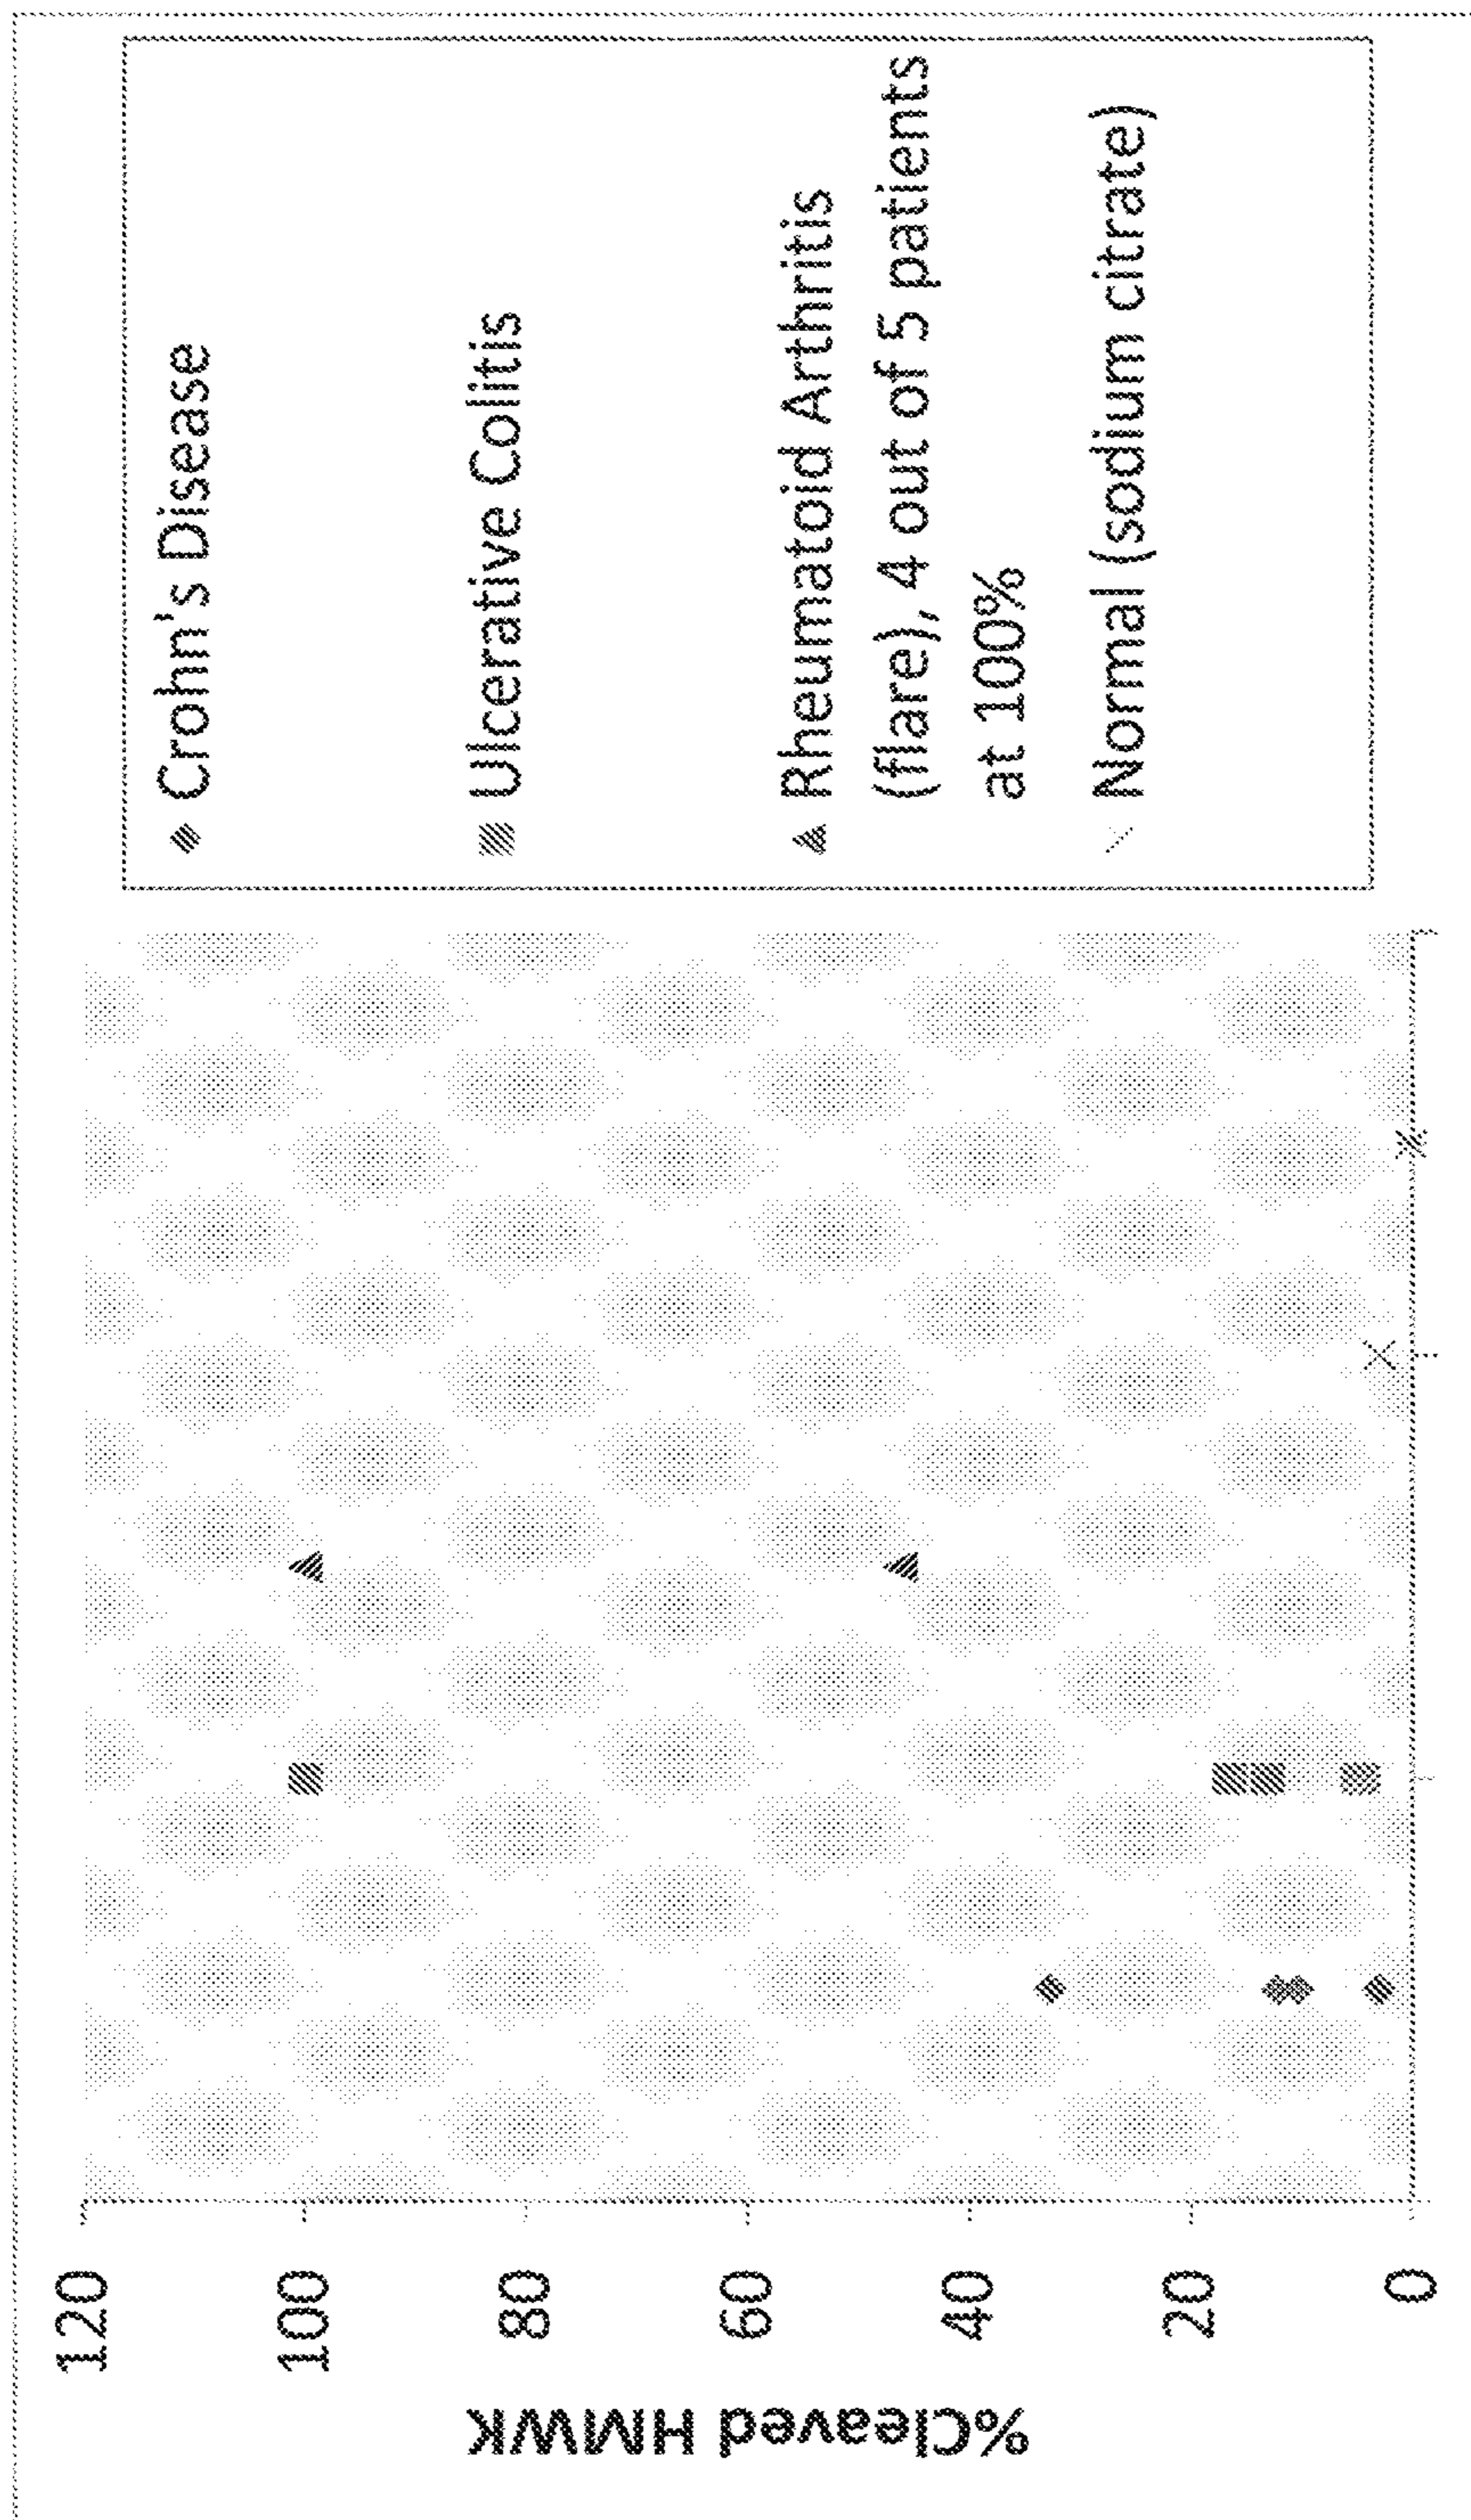 %Cleaved HMWK
120
100
80
60
40
20
0
Crohn's Disease
Ulcerative Colitis
Rheumatoid Arthritis
(flare), 4 out of 5 patients
at 100%
Normal (sodium citrate)